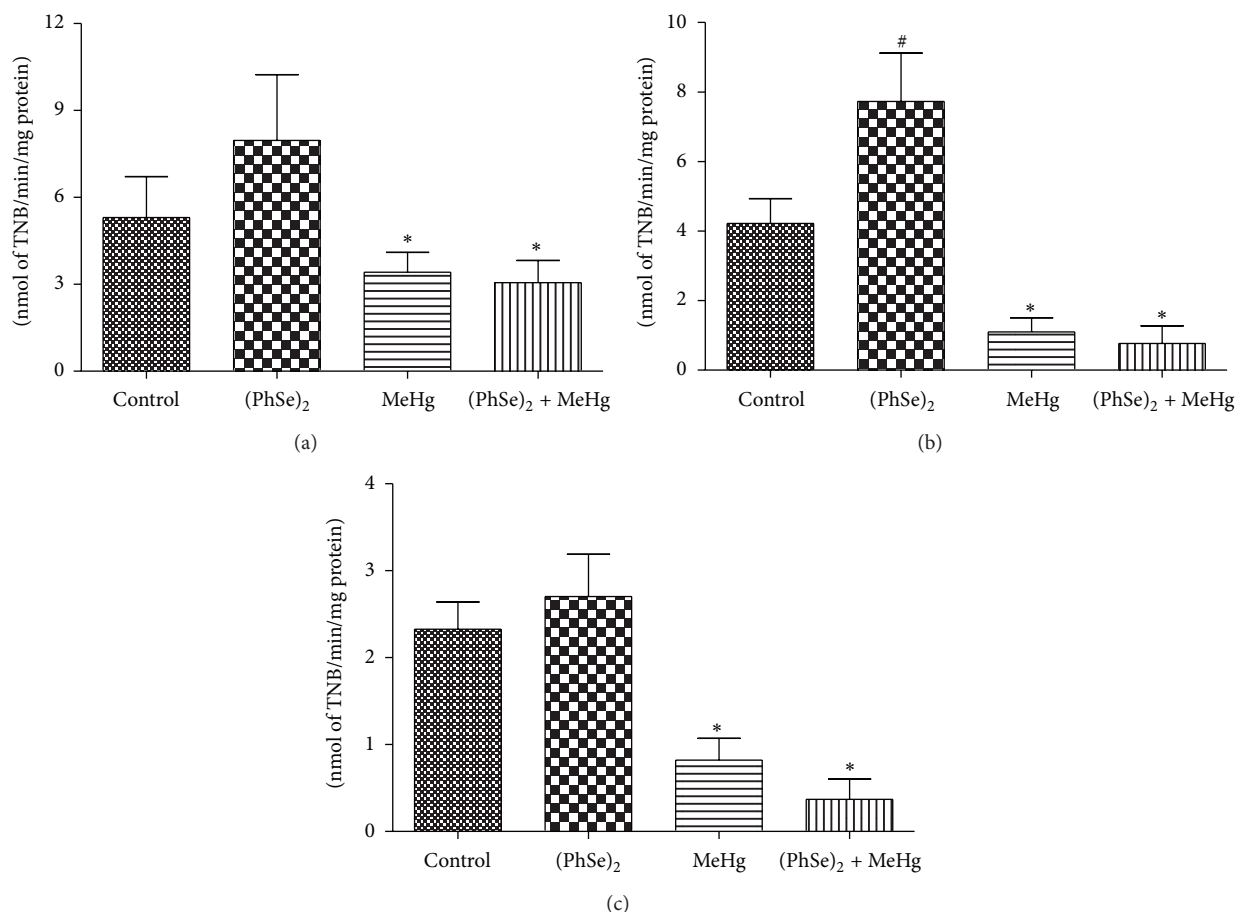 12
9
6
3
0
(nmol of TNB/min/mg protein)
*
*
Control
(PhSe)₂
MeHg
(PhSe)₂ + MeHg
(a)
10
8
6
4
2
0
(nmol of TNB/min/mg protein)
#
*
*
Control
(PhSe)₂
MeHg
(PhSe)₂ + MeHg
(b)
4
3
2
1
0
(nmol of TNB/min/mg protein)
*
*
Control
(PhSe)₂
MeHg
(PhSe)₂ + MeHg
(c)